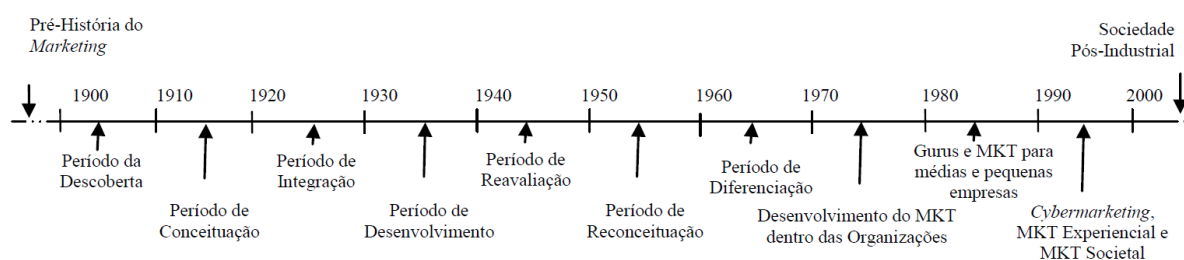 Pré-História do
Marketing
Sociedade
Pós-Industrial
1900 1910 1920 1930 1940 1950 1960 1970 1980 1990 2000
Período da
Descoberta
Período de
Conceituação
Período de
Integração
Período de
Desenvolvimento
Período de
Reavaliação
Período de
Reconceituação
Período de
Diferenciação
Desenvolvimento do MKT
dentro das Organizações
Gurus e MKT para
médias e pequenas
empresas
Cybermarketing,
MKT Experiencial e
MKT Societal